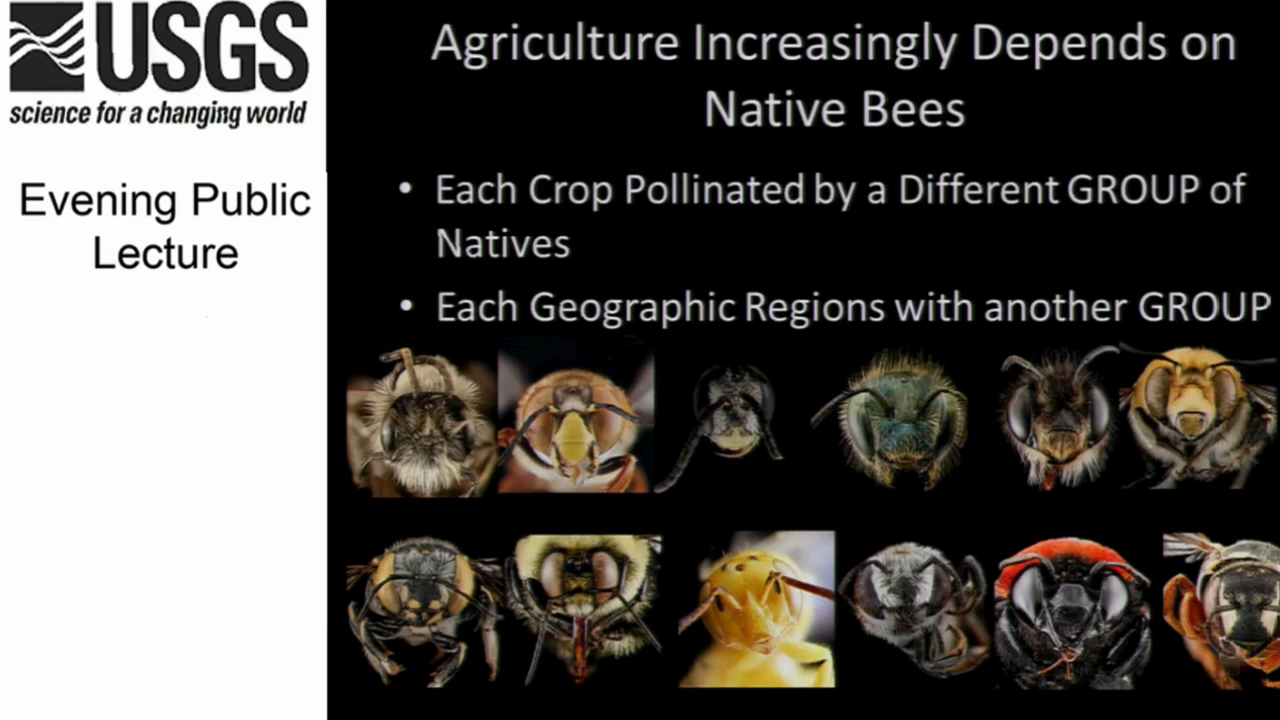 USGS
science for a changing world
Evening Public
Lecture
Agriculture Increasingly Depends on
Native Bees
• Each Crop Pollinated by a Different GROUP of
Natives
• Each Geographic Regions with another GROUP